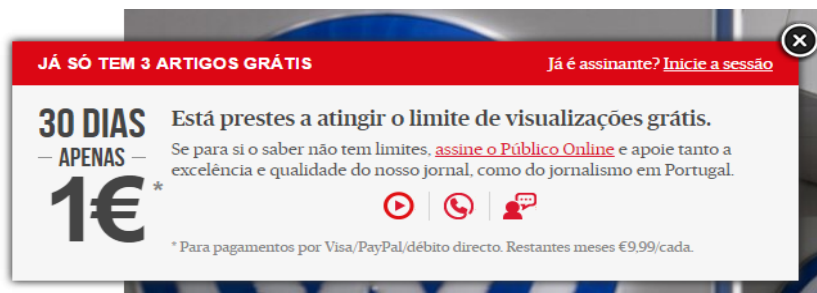 JÁ SÓ TEM 3 ARTIGOS GRÁTIS
Já é assinante? Inicie a sessão
30 DIAS
— APENAS —
1€*
Está prestes a atingir o limite de visualizações grátis.
Se para si o saber não tem limites, assine o Público Online e apoie tanto a
excelência e qualidade do nosso jornal, como do jornalismo em Portugal.
* Para pagamentos por Visa/PayPal/débito directo. Restantes meses €9,99/cada.